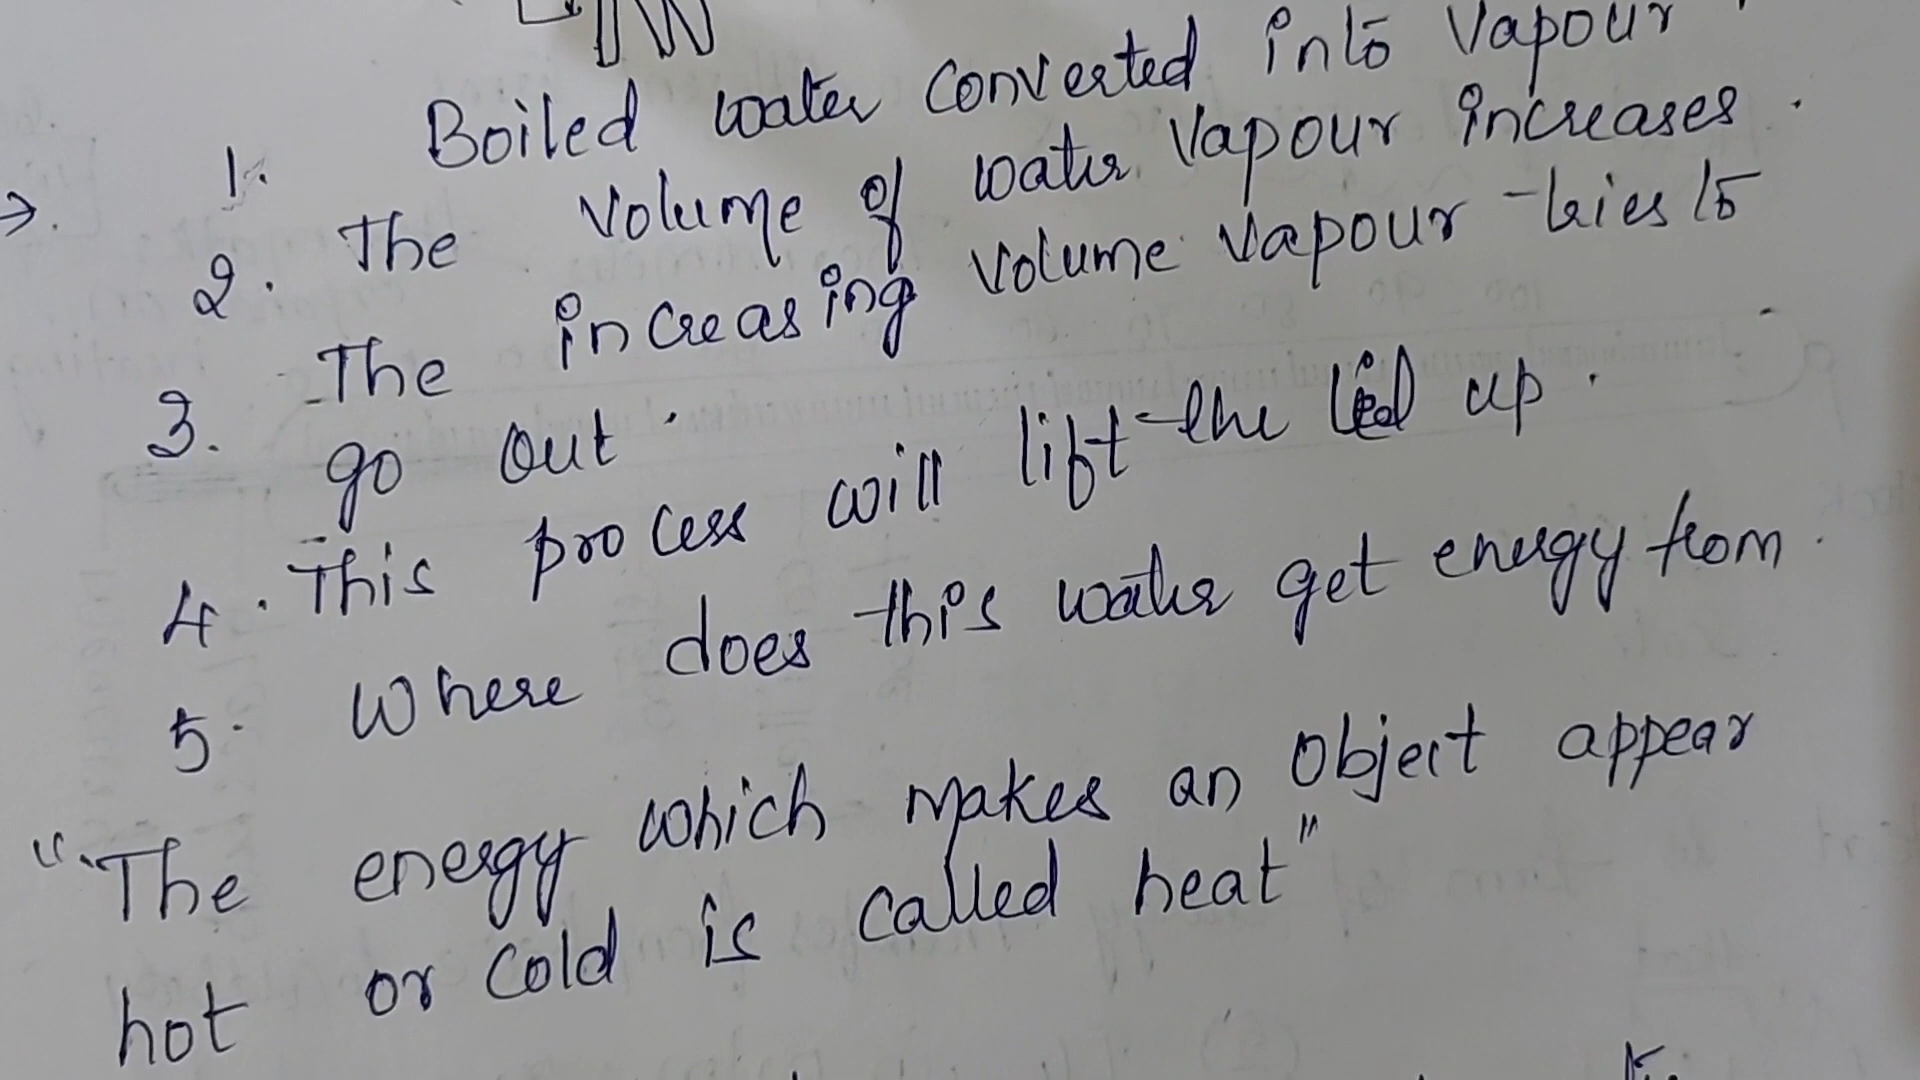 1. Boiled water converted into vapour.
2. The volume of water vapour increases.
3. The increasing volume vapour tries to
go out.
4. This process will lift the lid up.
5. Where does this water get energy from.
"The energy which makes an object appear
hot or cold is called heat"